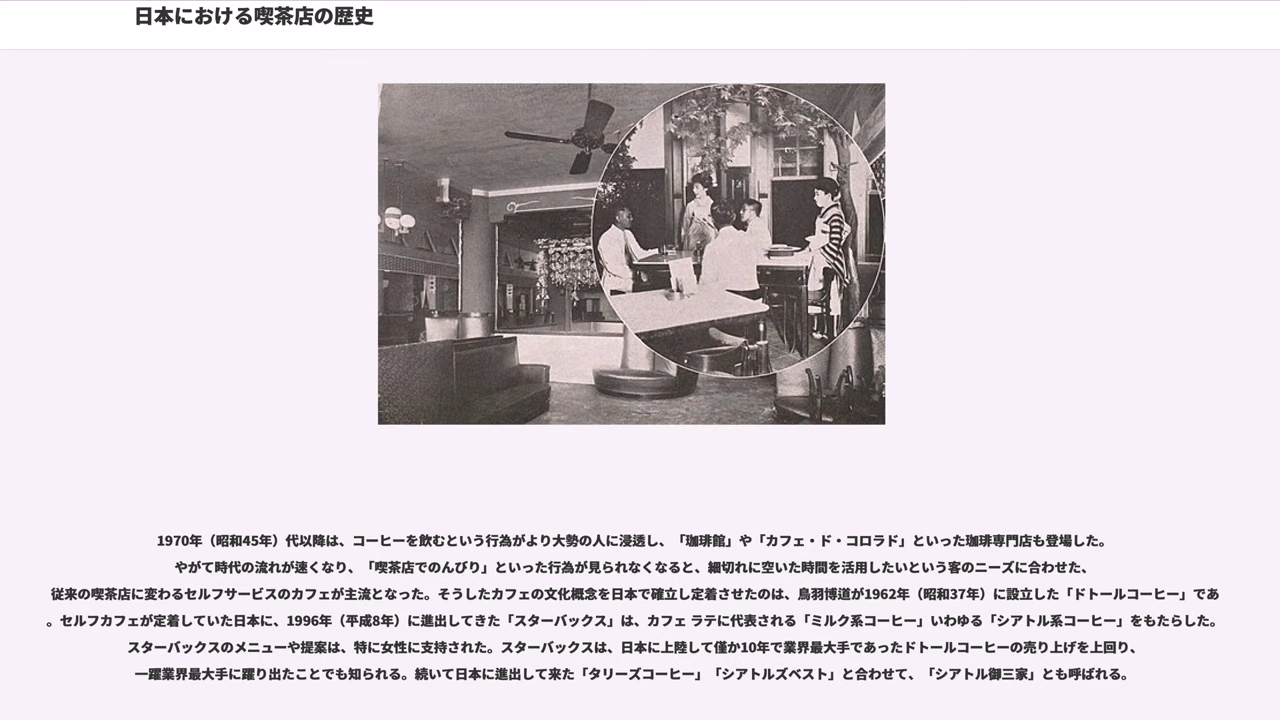 日本における喫茶店の歴史
1970年（昭和45年）代以降は、コーヒーを飲むという行為がより大勢の人に浸透し、「珈琲館」や「カフェ・ド・コロラド」といった珈琲専門店も登場した。
やがて時代の流れが速くなり、「喫茶店でのんびり」といった行為が見られなくなると、細切れに空いた時間を活用したいという客のニーズに合わせた、
従来の喫茶店に変わるセルフサービスのカフェが主流となった。そうしたカフェの文化概念を日本で確立し定着させたのは、鳥羽博道が1962年（昭和37年）に設立した「ドトールコーヒー」であ
。セルフカフェが定着していた日本に、1996年（平成8年）に進出してきた「スターバックス」は、カフェ ラテに代表される「ミルク系コーヒー」いわゆる「シアトル系コーヒー」をもたらした。
スターバックスのメニューや提案は、特に女性に支持された。スターバックスは、日本に上陸して僅か10年で業界最大手であったドトールコーヒーの売り上げを上回り、
一躍業界最大手に躍り出たことでも知られる。続いて日本に進出して来た「タリーズコーヒー」「シアトルズベスト」と合わせて、「シアトル御三家」とも呼ばれる。